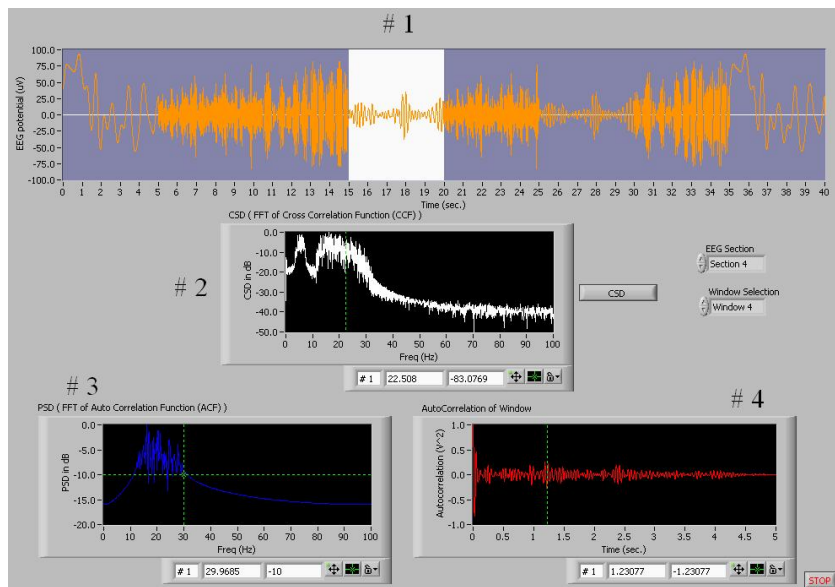 # 1
EEG potential (uV)
100.0
75.0
50.0
25.0
0.0
-25.0
-50.0
-75.0
-100.0
0 1 2 3 4 5 6 7 8 9 10 11 12 13 14 15 16 17 18 19 20 21 22 23 24 25 26 27 28 29 30 31 32 33 34 35 36 37 38 39 40
Time (sec.)
# 2
CSD ( FFT of Cross Correlation Function (CCF) )
CSD in dB
0.0
-10.0
-20.0
-30.0
-40.0
-50.0
0 10 20 30 40 50 60 70 80 90 100
Freq (Hz)
# 1 22.508 -83.0769
CSD
EEG Section
Section 4
Window Selection
Window 4
# 3
PSD ( FFT of Auto Correlation Function (ACF) )
PSD in dB
0.0
-5.0
-10.0
-15.0
-20.0
0 10 20 30 40 50 60 70 80 90 100
Freq (Hz)
# 1 29.9685 -10
# 4
AutoCorrelation of Window
Autocorrelation (V^2)
1.0
0.5
0.0
-0.5
-1.0
0 0.5 1 1.5 2 2.5 3 3.5 4 4.5 5
Time (sec.)
# 1 1.23077 -1.23077
STOP